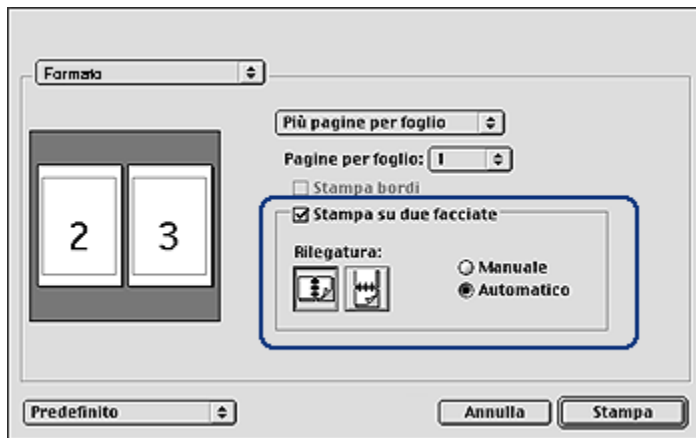 Formato
Più pagine per foglio
Pagine per foglio: 1
Stampa bordi
Stampa su due facciate
2 3
Rilegatura:
Manuale
Automatico
Predefinito
Annulla Stampa